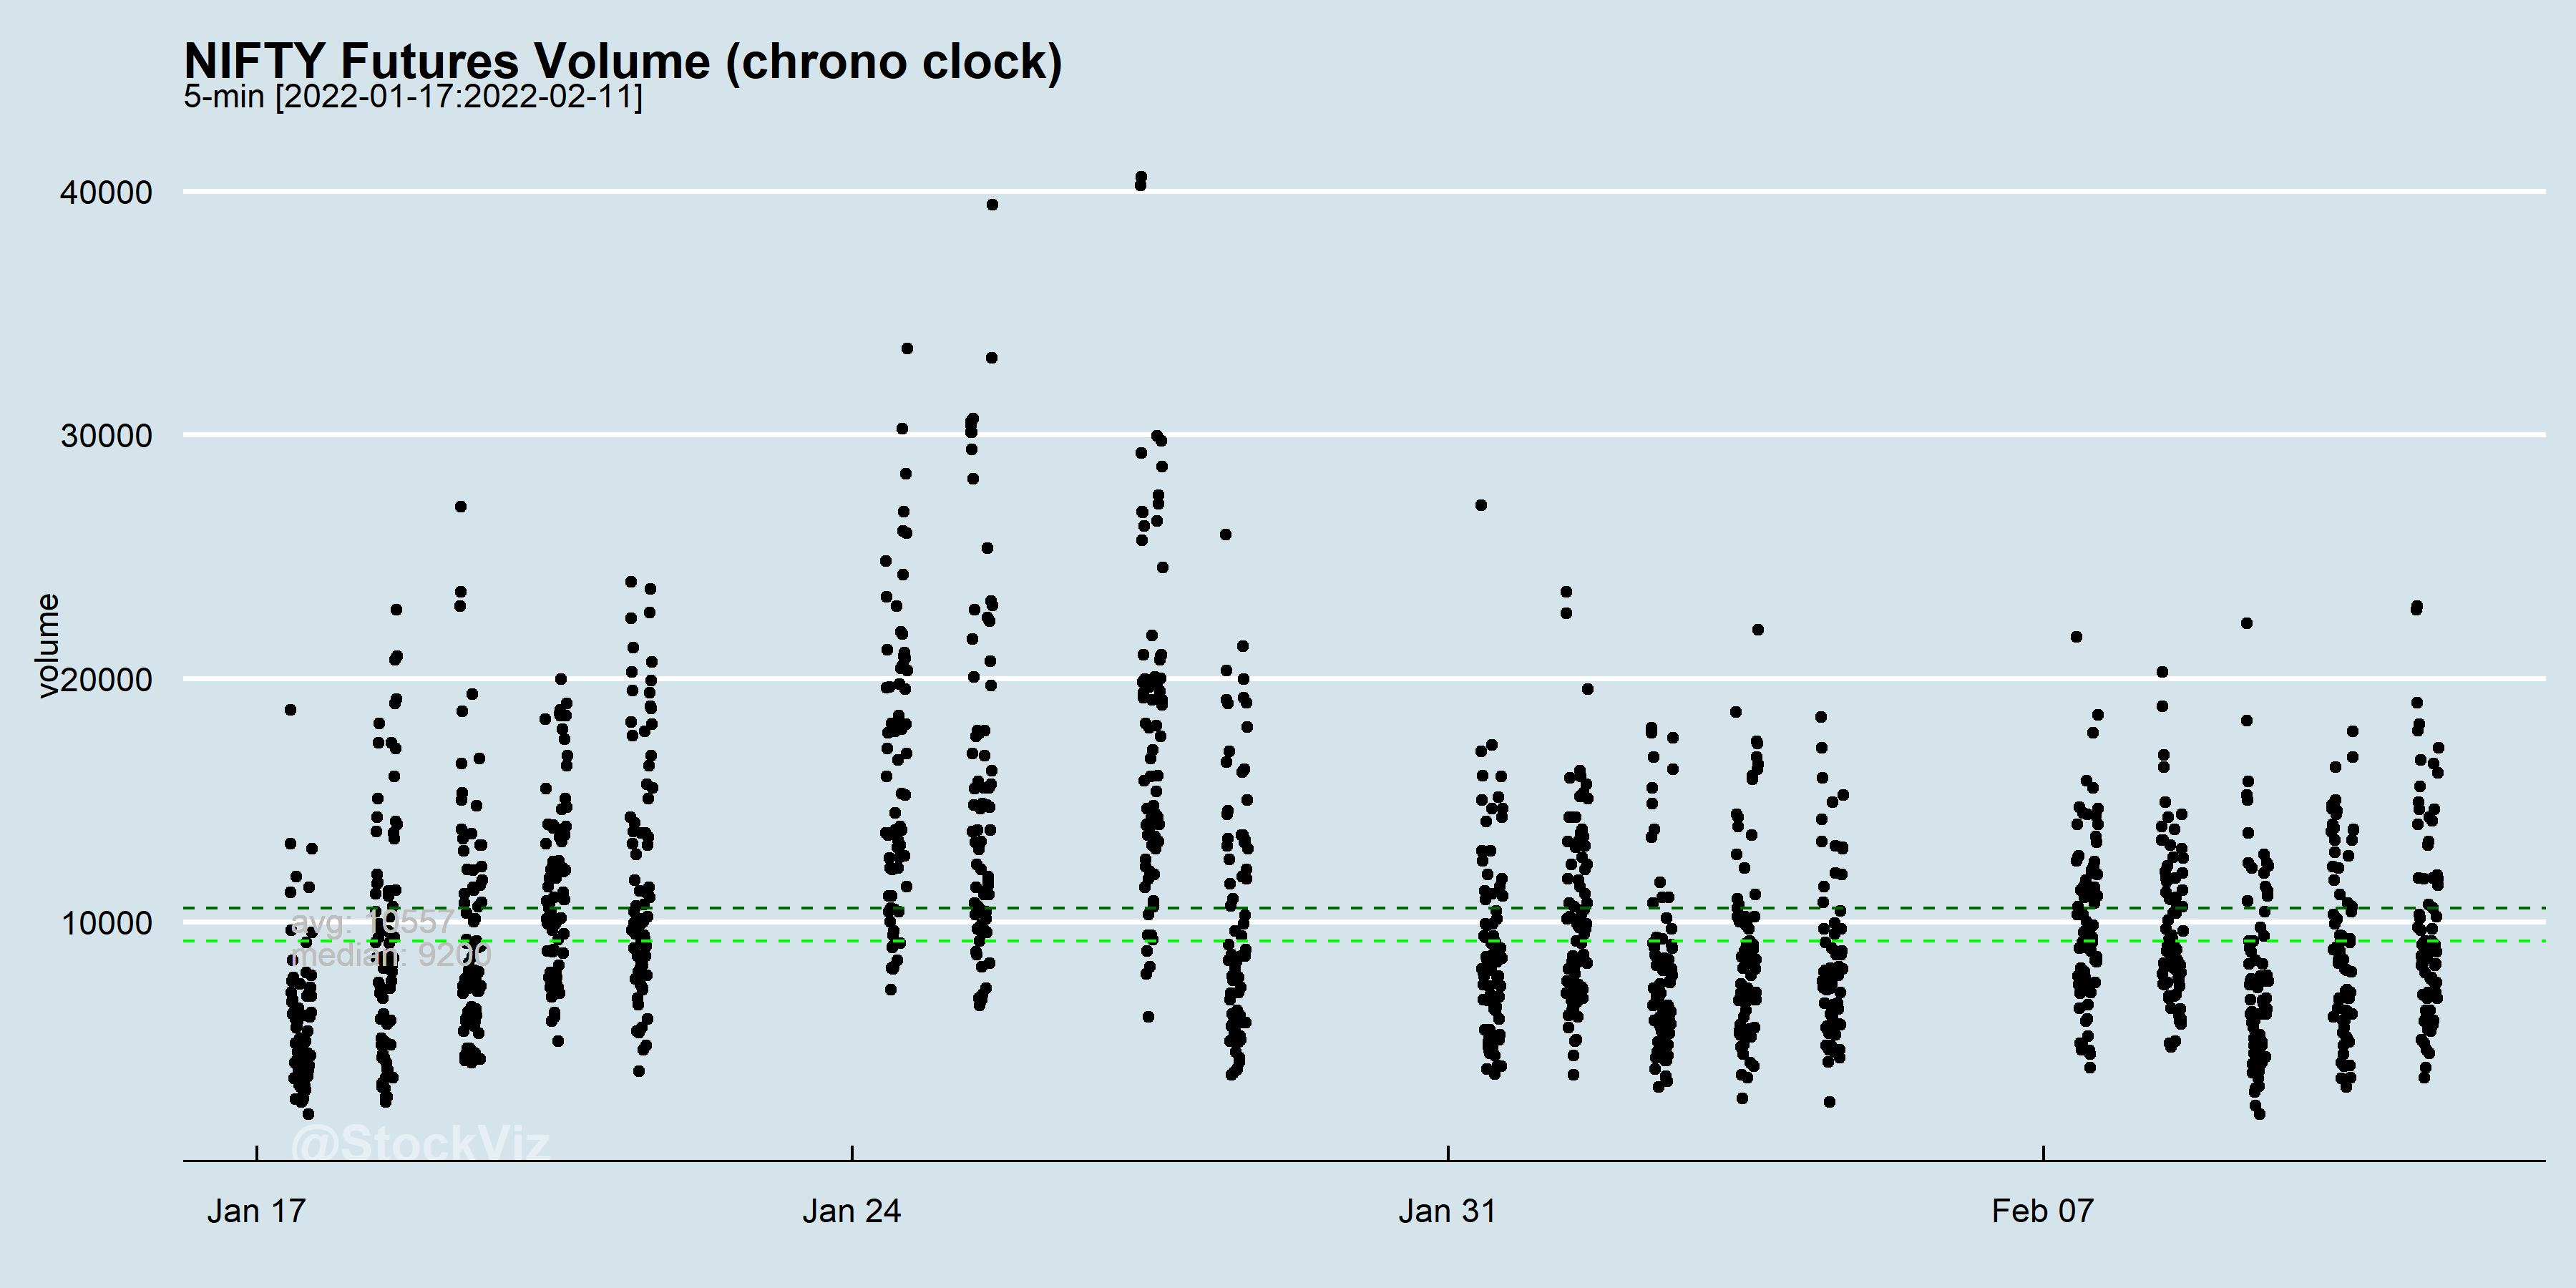 NIFTY Futures Volume (chrono clock)
5-min [2022-01-17:2022-02-11]
40000
30000
20000
10000
volume
avg: 10557
median: 9200
@StockViz
Jan 17
Jan 24
Jan 31
Feb 07